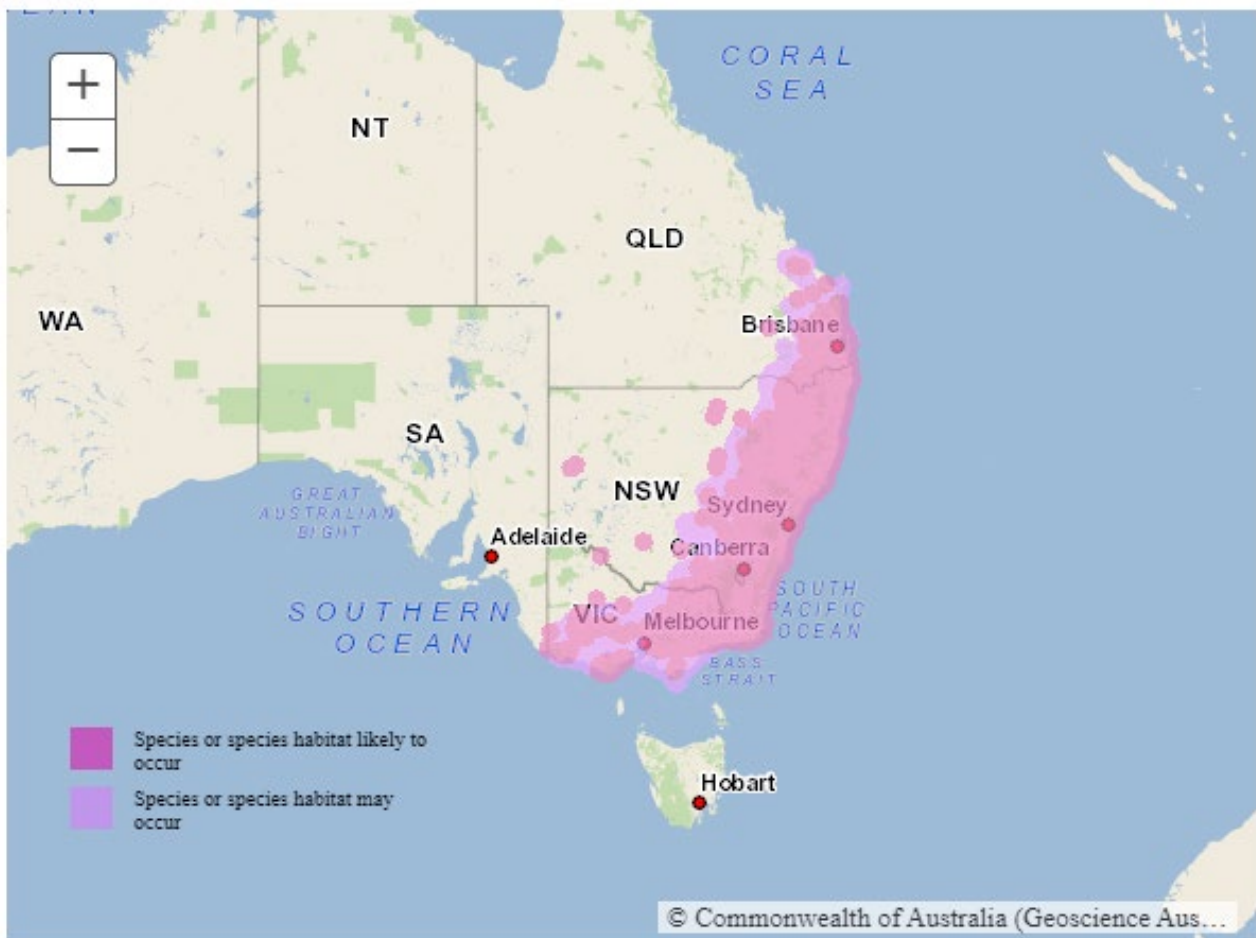 CORAL
SEA
+
−
NT
QLD
WA
Brisbane
SA
NSW
GREAT
AUSTRALIAN
BIGHT
Sydney
Adelaide
Canberra
SOUTHERN
OCEAN
VIC
Melbourne
SOUTH
PACIFIC
OCEAN
BASS
STRAIT
Species or species habitat likely to
occur
Species or species habitat may
occur
Hobart
© Commonwealth of Australia (Geoscience Aus…